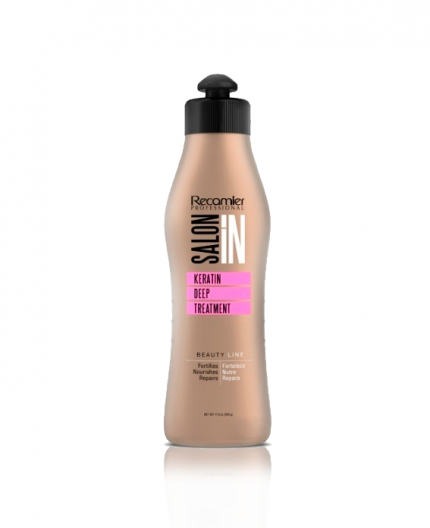 Recamier
PROFESSIONAL
SALON iN
KERATIN
DEEP
TREATMENT
BEAUTY LINE
Fortifies Fortalece
Nourishes Nutre
Repairs Repara